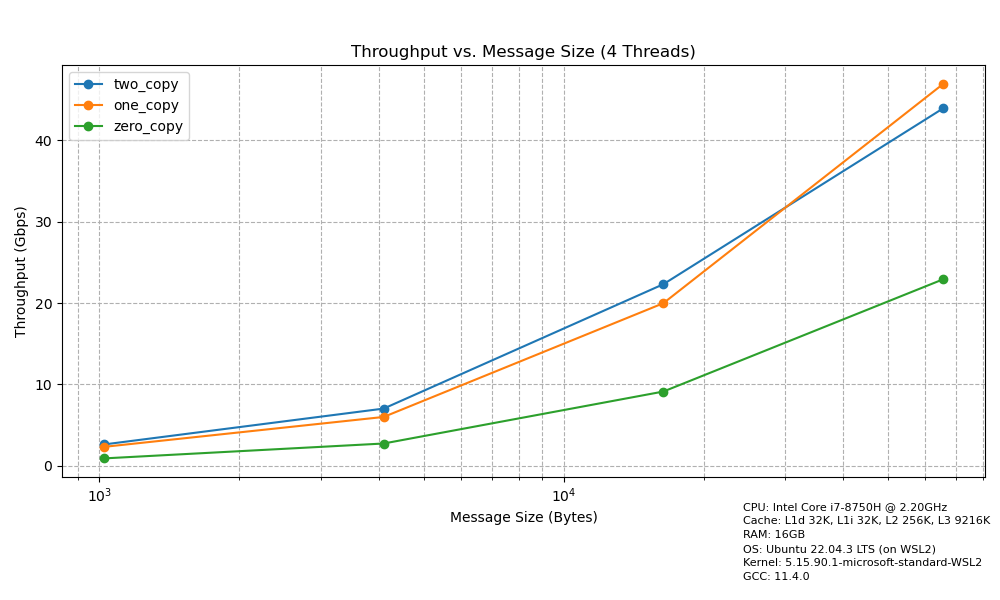 Throughput vs. Message Size (4 Threads)
two_copy
one_copy
zero_copy
Throughput (Gbps)
40
30
20
10
0
10³
10⁴
Message Size (Bytes)
CPU: Intel Core i7-8750H @ 2.20GHz
Cache: L1d 32K, L1i 32K, L2 256K, L3 9216K
RAM: 16GB
OS: Ubuntu 22.04.3 LTS (on WSL2)
Kernel: 5.15.90.1-microsoft-standard-WSL2
GCC: 11.4.0